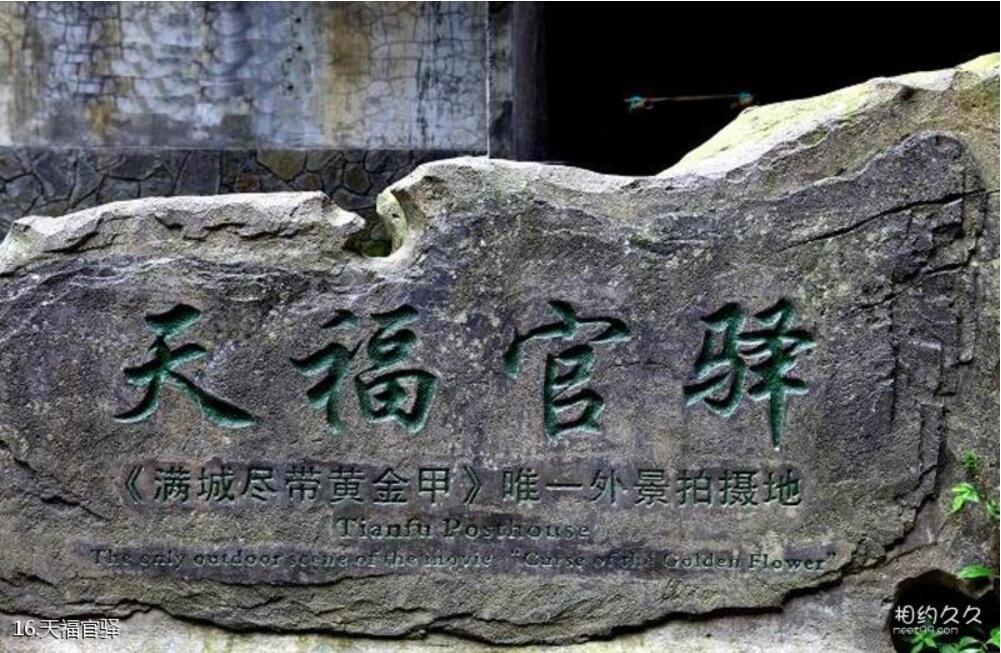 天福官驿
《满城尽带黄金甲》唯一外景拍摄地
Tianfu Posthouse
The only outdoor scene of the movie "Curse of the Golden Flower"
16.天福官驿
相约久久
meet99.com